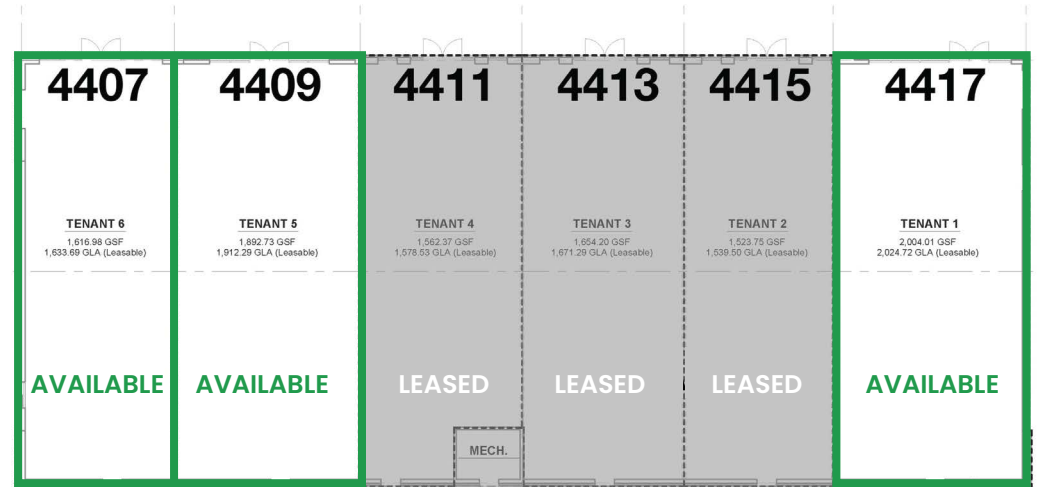 4407
4409
4411
4413
4415
4417
TENANT 6
1,616.98 GSF
1,633.69 GLA (Leasable)
TENANT 5
1,892.73 GSF
1,912.29 GLA (Leasable)
TENANT 4
1,562.37 GSF
1,578.53 GLA (Leasable)
TENANT 3
1,654.20 GSF
1,671.29 GLA (Leasable)
TENANT 2
1,523.75 GSF
1,539.50 GLA (Leasable)
TENANT 1
2,004.01 GSF
2,024.72 GLA (Leasable)
AVAILABLE
AVAILABLE
LEASED
LEASED
LEASED
AVAILABLE
MECH.